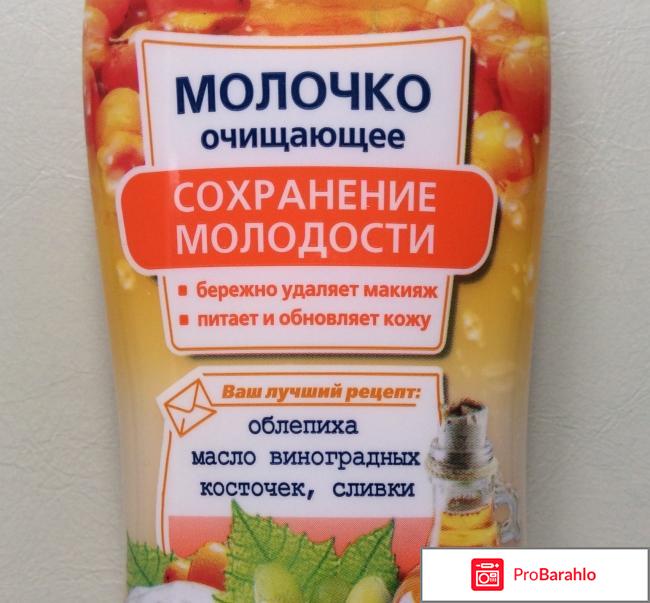 МОЛОЧКО
очищающее
СОХРАНЕНИЕ
МОЛОДОСТИ
▪ бережно удаляет макияж
▪ питает и обновляет кожу
Ваш лучший рецепт:
облепиха
масло виноградных
косточек, сливки
ProBarahlo